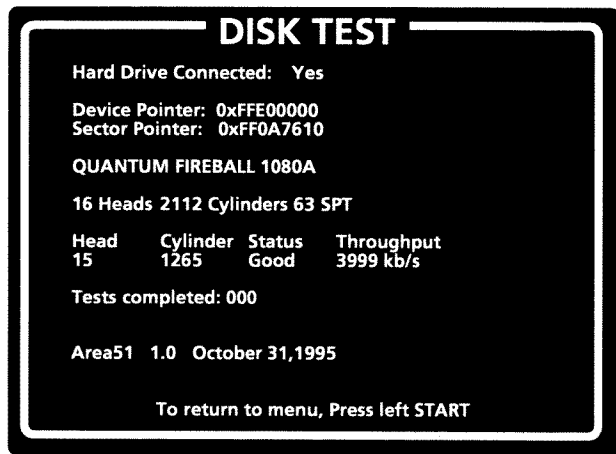 DISK TEST
Hard Drive Connected: Yes
Device Pointer: 0xFFE00000
Sector Pointer: 0xFF0A7610
QUANTUM FIREBALL 1080A
16 Heads 2112 Cylinders 63 SPT
Head Cylinder Status Throughput
15 1265 Good 3999 kb/s
Tests completed: 000
Area51 1.0 October 31,1995
To return to menu, Press left START